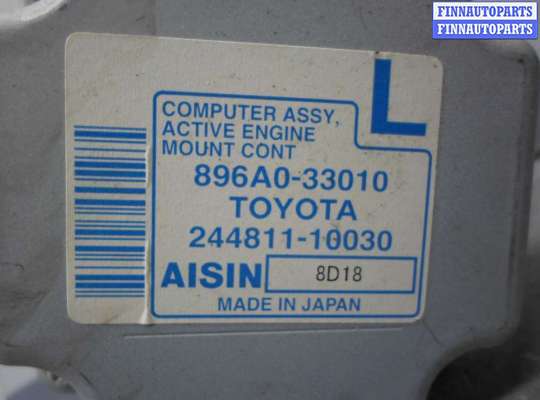 FINNAUTOPARTS
FINNAUTOPARTS
L
COMPUTER ASSY,
ACTIVE ENGINE
MOUNT CONT
896A0-33010
TOYOTA
244811-10030
AISIN 8D18
MADE IN JAPAN